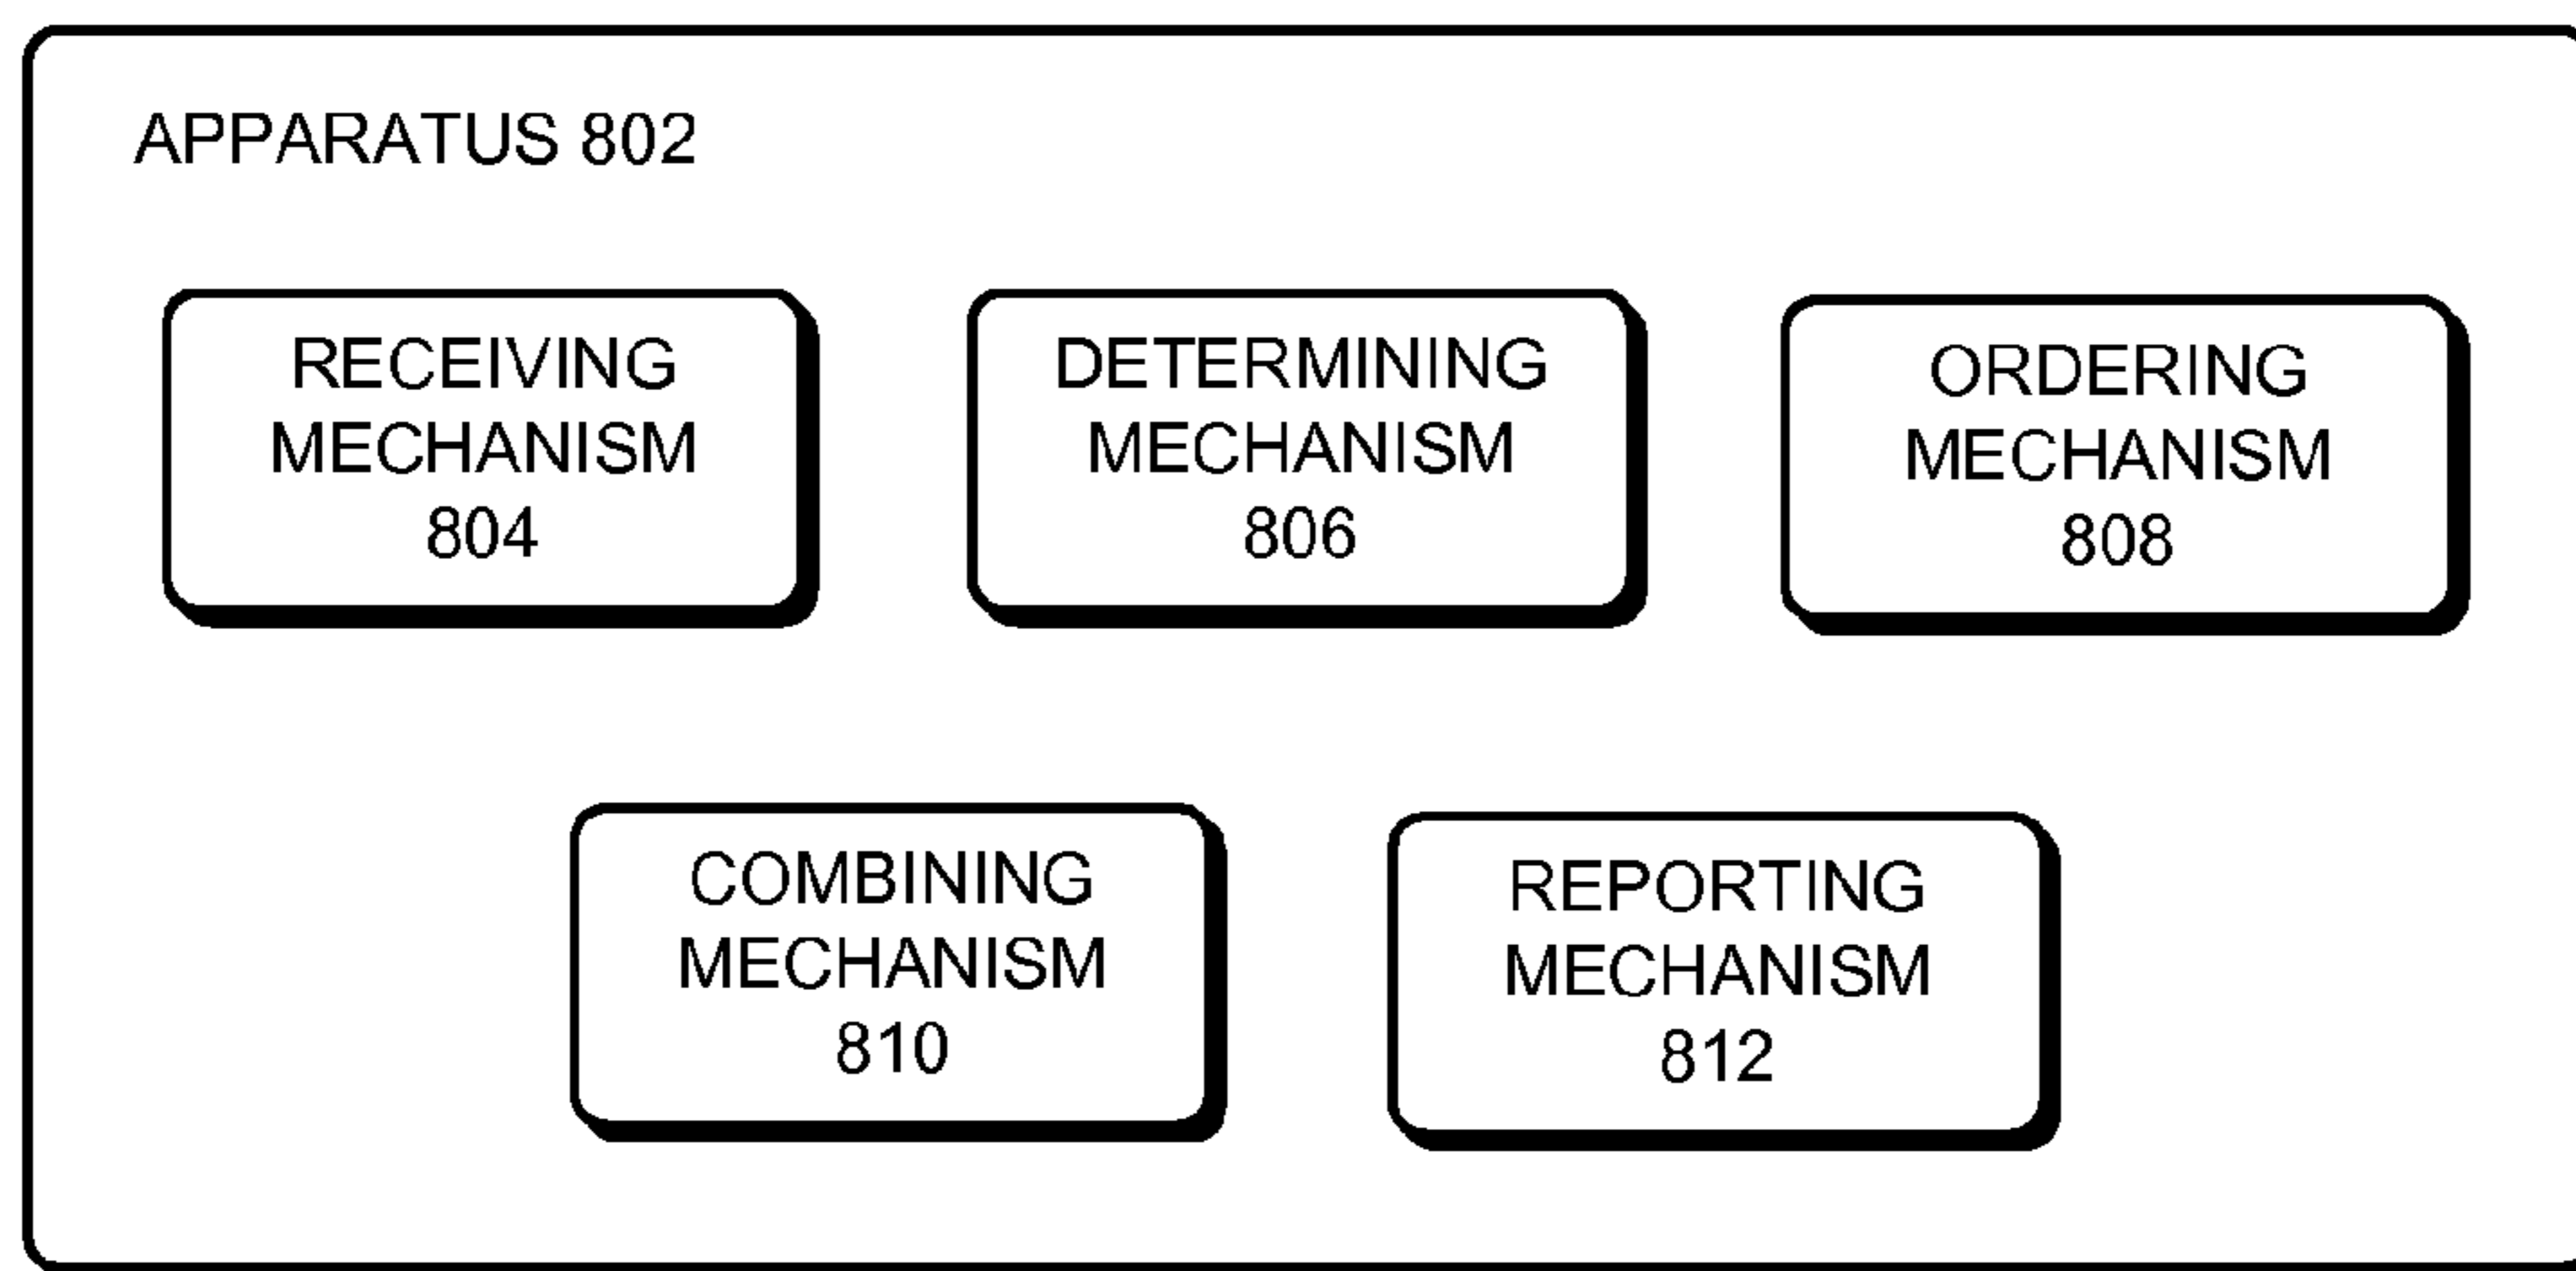 APPARATUS 802
RECEIVING
MECHANISM
804
DETERMINING
MECHANISM
806
ORDERING
MECHANISM
808
COMBINING
MECHANISM
810
REPORTING
MECHANISM
812